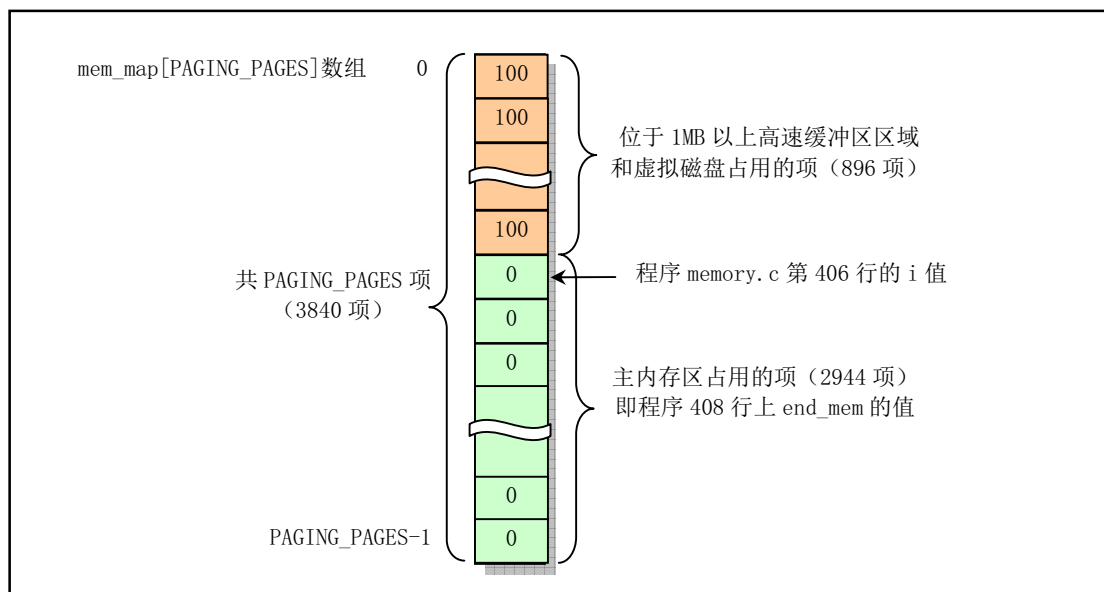 mem_map[PAGING_PAGES]数组 0
100
100
位于 1MB 以上高速缓冲区区域
和虚拟磁盘占用的项（896 项）
100
0
程序 memory.c 第 406 行的 i 值
共 PAGING_PAGES 项
（3840 项）
0
0
主内存区占用的项（2944 项）
即程序 408 行上 end_mem 的值
0
PAGING_PAGES-1
0